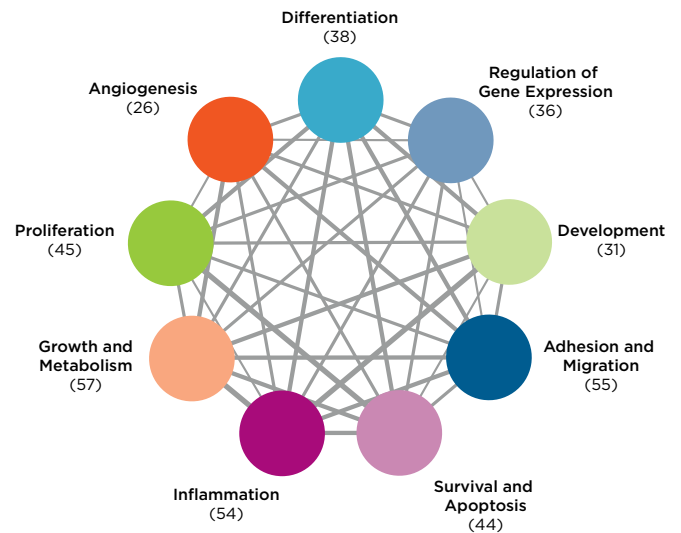 Differentiation
(38)
Regulation of
Gene Expression
(36)
Angiogenesis
(26)
Development
(31)
Proliferation
(45)
Adhesion and
Migration
(55)
Growth and
Metabolism
(57)
Survival and
Apoptosis
(44)
Inflammation
(54)